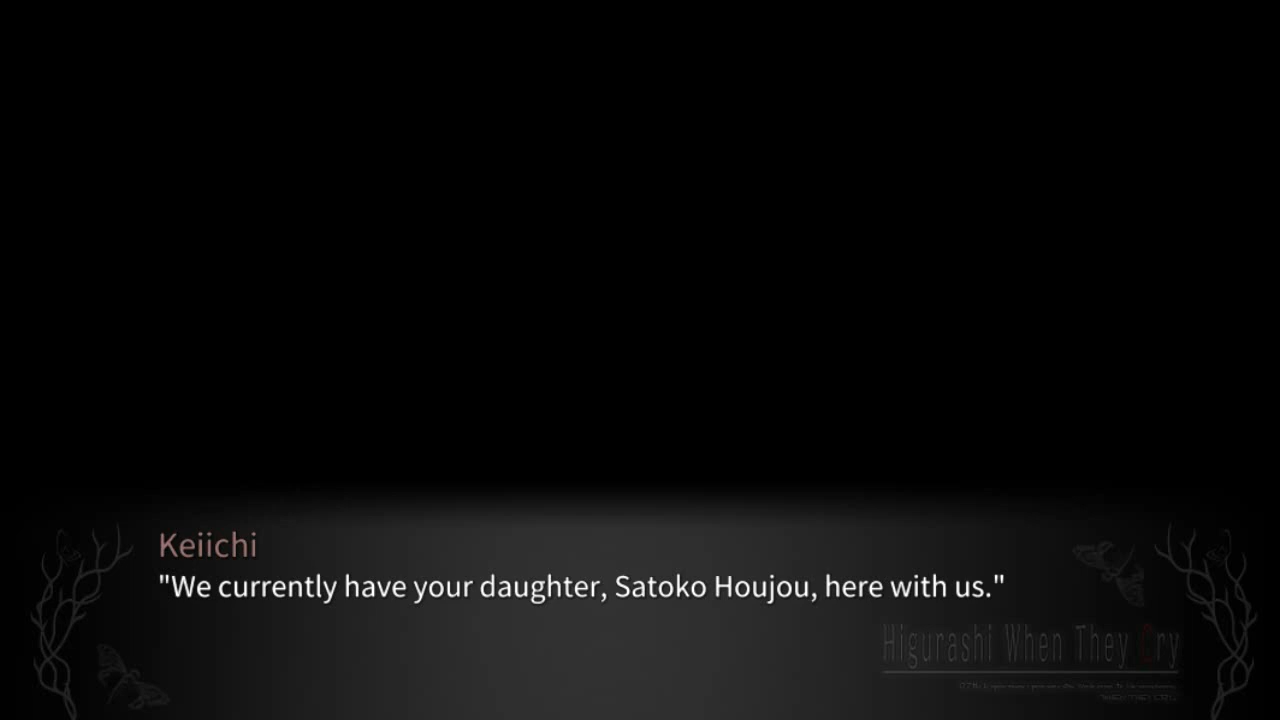 Keiichi
"We currently have your daughter, Satoko Houjou, here with us."
Higurashi When They Cry